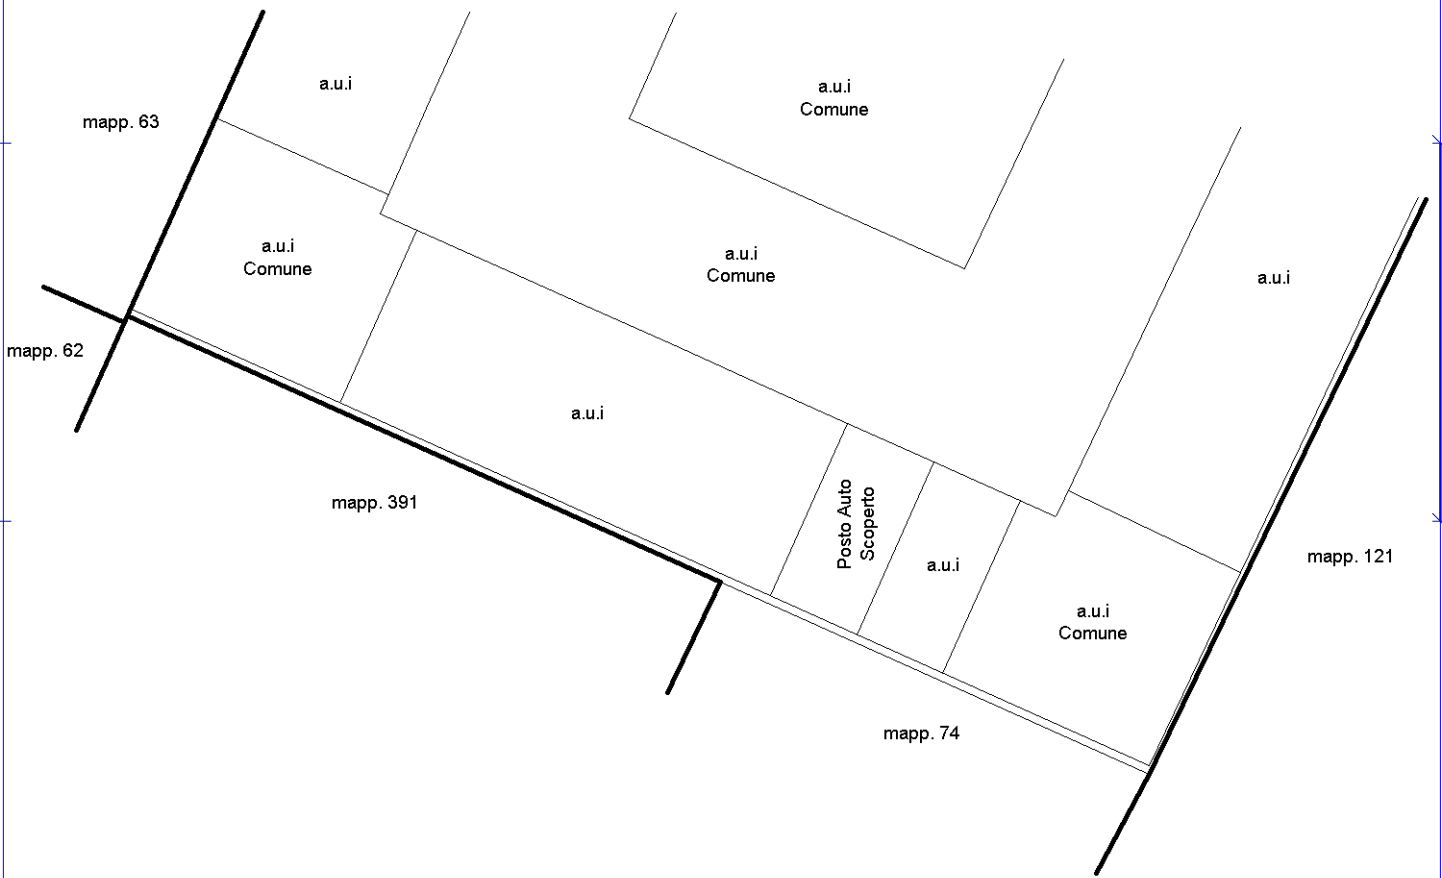 a.u.i
a.u.i
Comune
mapp. 63
a.u.i
Comune
a.u.i
Comune
a.u.i
mapp. 62
a.u.i
mapp. 391
Posto Auto
Scoperto
a.u.i
mapp. 121
a.u.i
Comune
mapp. 74